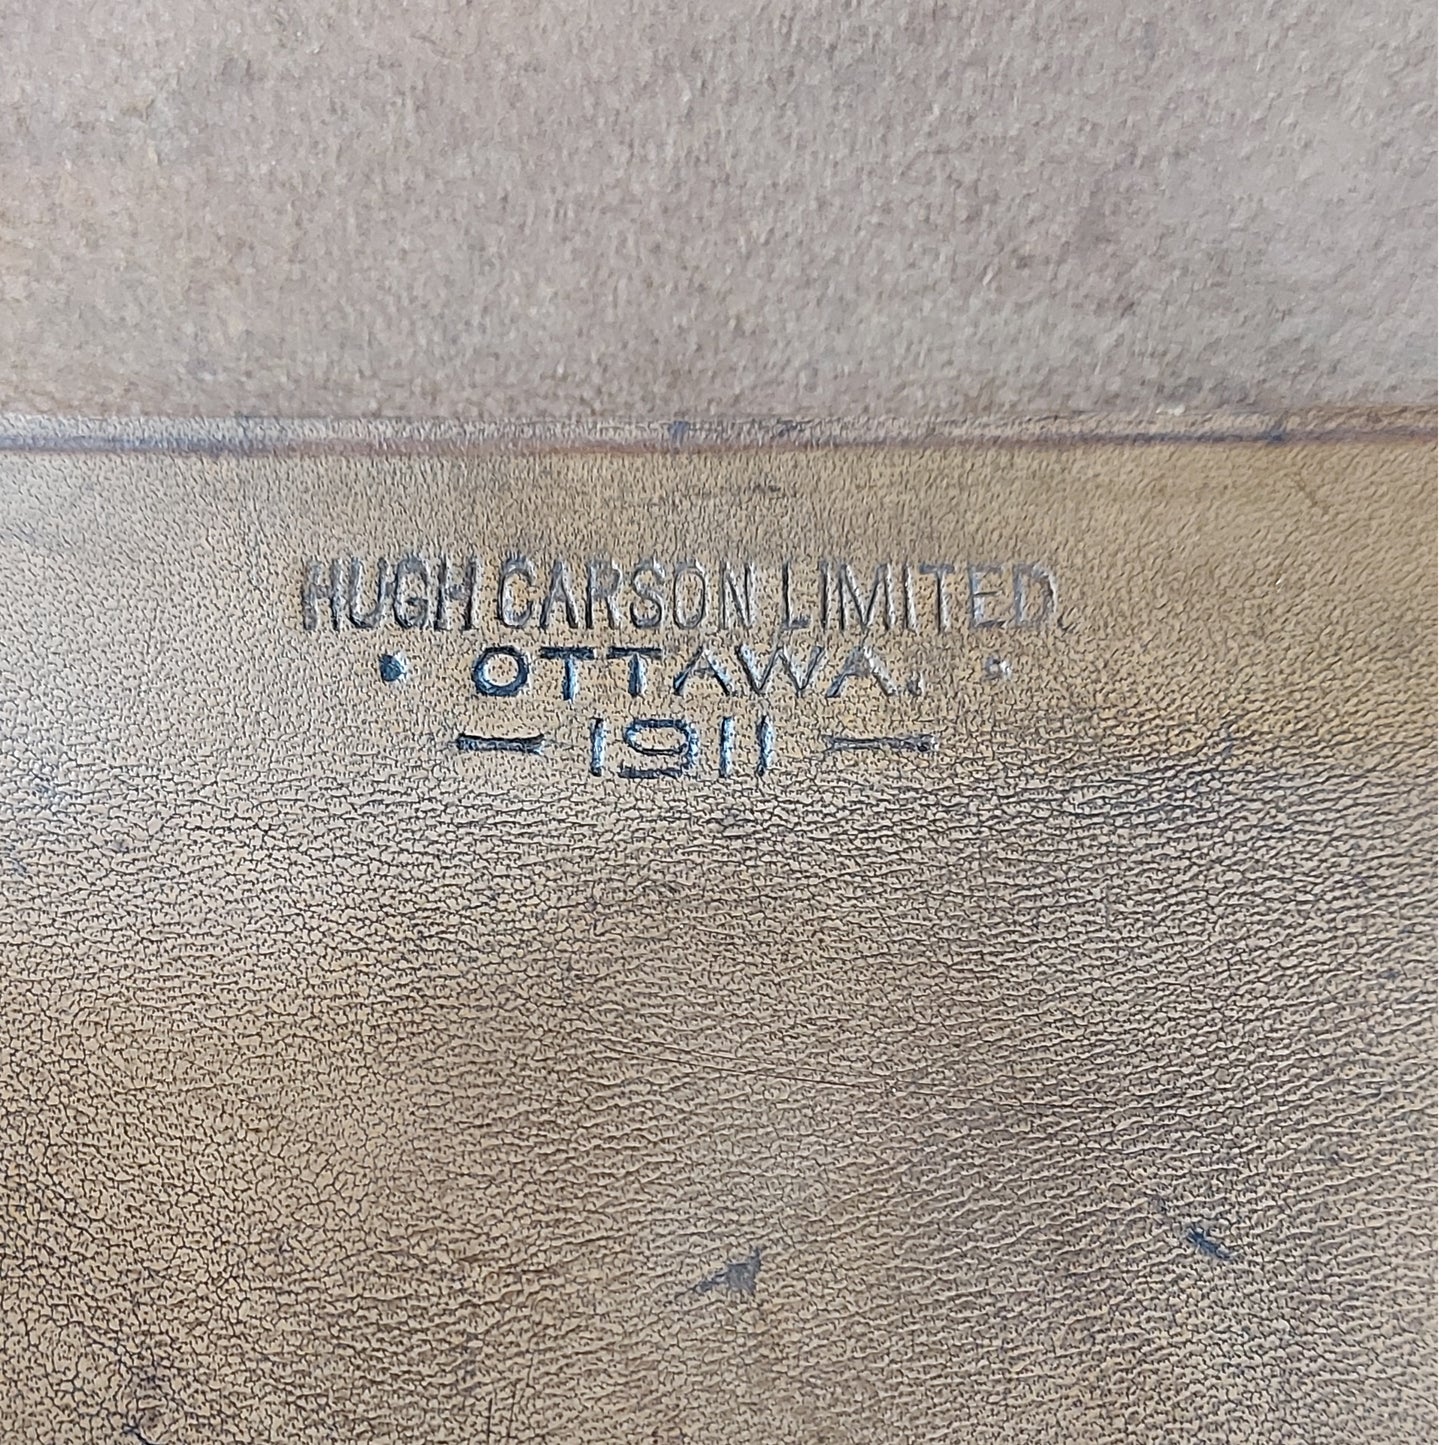 HUGH CARSON LIMITED.
· OTTAWA. ·
— 1911 —